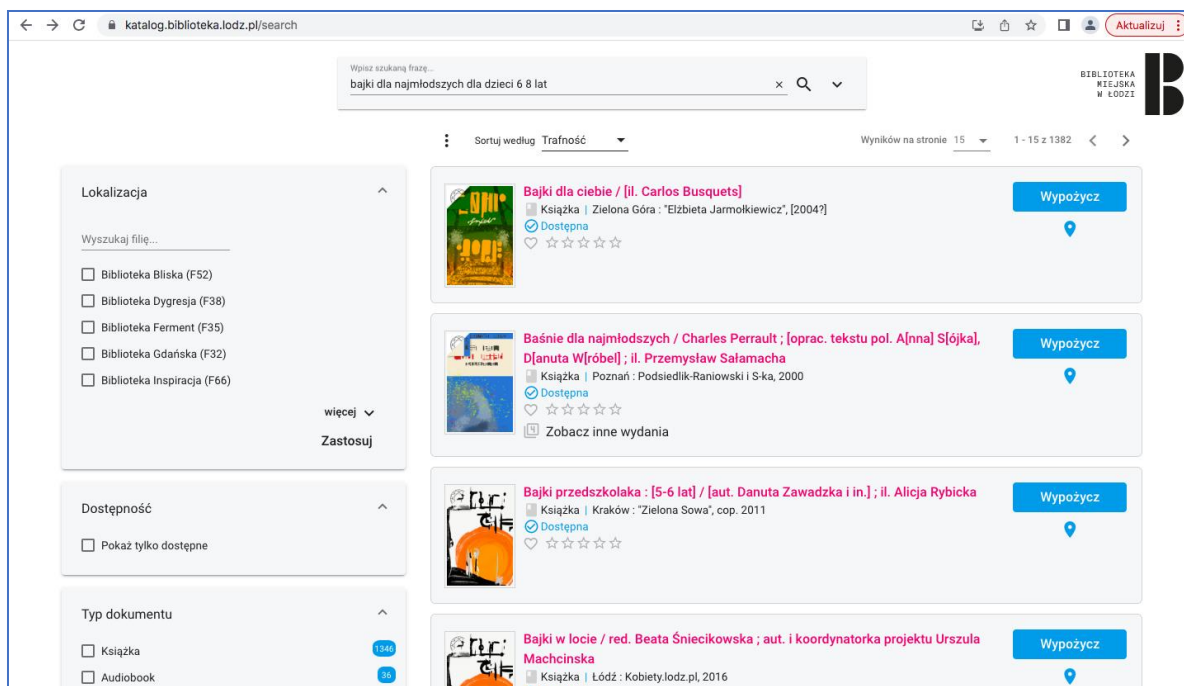 katalog.biblioteka.lodz.pl/search
Aktualizuj
Wpisz szukaną frazę...
bajki dla najmłodszych dla dzieci 6 8 lat
BIBLIOTEKA
MIEJSKA
W ŁODZI
Sortuj według Trafność
Wyników na stronie 15
1 - 15 z 1382
Lokalizacja
Wyszukaj filię...
Biblioteka Bliska (F52)
Biblioteka Dygresja (F38)
Biblioteka Ferment (F35)
Biblioteka Gdańska (F32)
Biblioteka Inspiracja (F66)
więcej
Zastosuj
Dostępność
Pokaż tylko dostępne
Typ dokumentu
Książka 1346
Audiobook 36
Bajki dla ciebie / [il. Carlos Busquets]
Książka | Zielona Góra : "Elżbieta Jarmołkiewicz", [2004?]
Dostępna
Wypożycz
Baśnie dla najmłodszych / Charles Perrault ; [oprac. tekstu pol. A[nna] S[ójka],
D[anuta W[róbel] ; il. Przemysław Sałamacha
Książka | Poznań : Podsiedlik-Raniowski i S-ka, 2000
Dostępna
4 Zobacz inne wydania
Wypożycz
Bajki przedszkolaka : [5-6 lat] / [aut. Danuta Zawadzka i in.] ; il. Alicja Rybicka
Książka | Kraków : "Zielona Sowa", cop. 2011
Dostępna
Wypożycz
Bajki w locie / red. Beata Śniecikowska ; aut. i koordynatorka projektu Urszula
Machcinska
Książka | Łódź : Kobiety.lodz.pl, 2016
Wypożycz